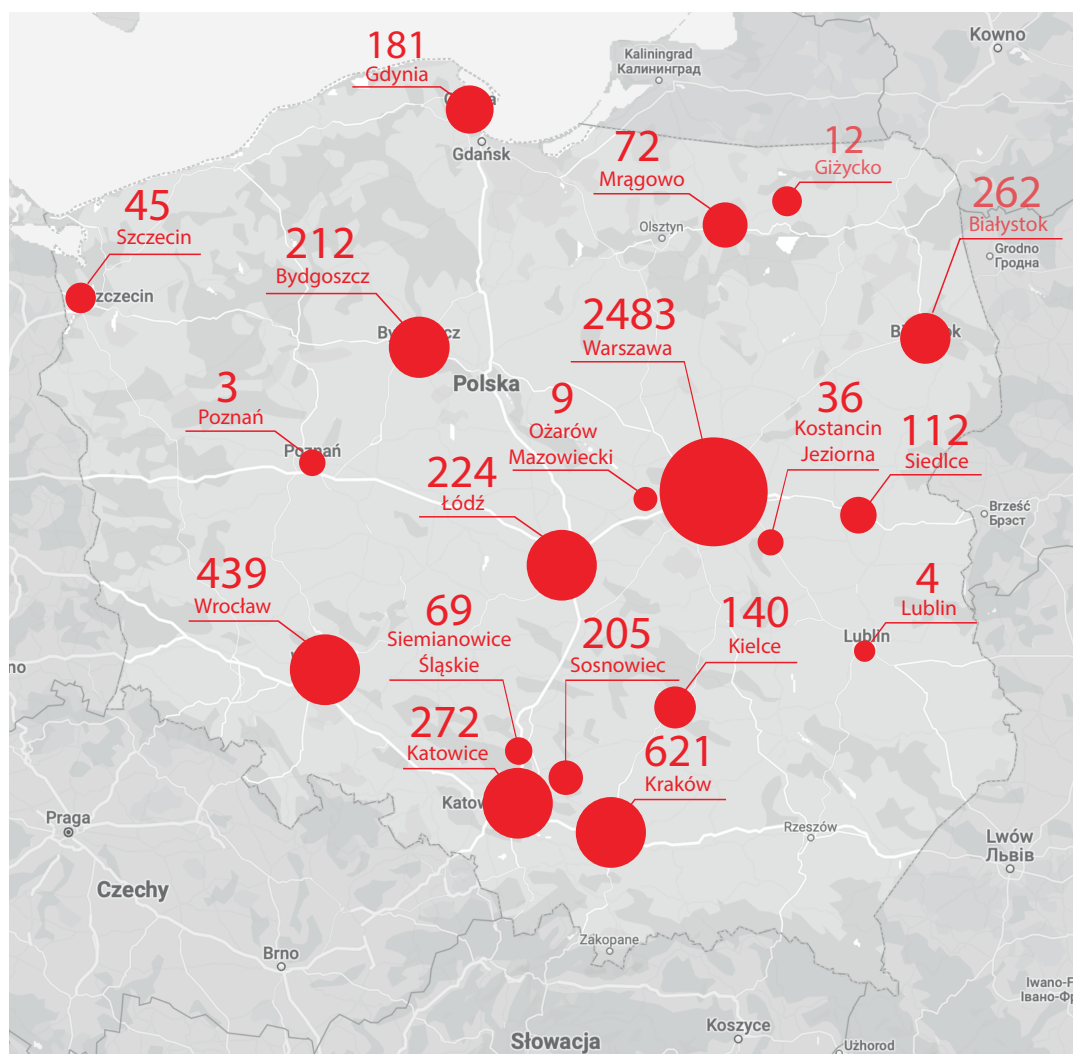 181
Gdynia
Kowno
Kaliningrad
Калининград
Gdańsk
72
Mrągowo
12
Giżycko
262
Białystok
45
Szczecin
Olsztyn
Grodno
Гродна
212
Bydgoszcz
zczecin
2483
Warszawa
Polska
3
Poznań
9
Ożarów
Mazowiecki
36
Kostancin
Jeziorna
112
Siedlce
Poznań
224
Łódź
Brześć
Брэст
439
Wrocław
69
Siemianowice
Śląskie
205
Sosnowiec
140
Kielce
4
Lublin
Lublin
no
272
Katowice
621
Kraków
Katow
Praga
Rzeszów
Lwów
Львів
Czechy
Zakopane
Brno
Iwano-F
Івано-Ф
Koszyce
Słowacja
Użhorod